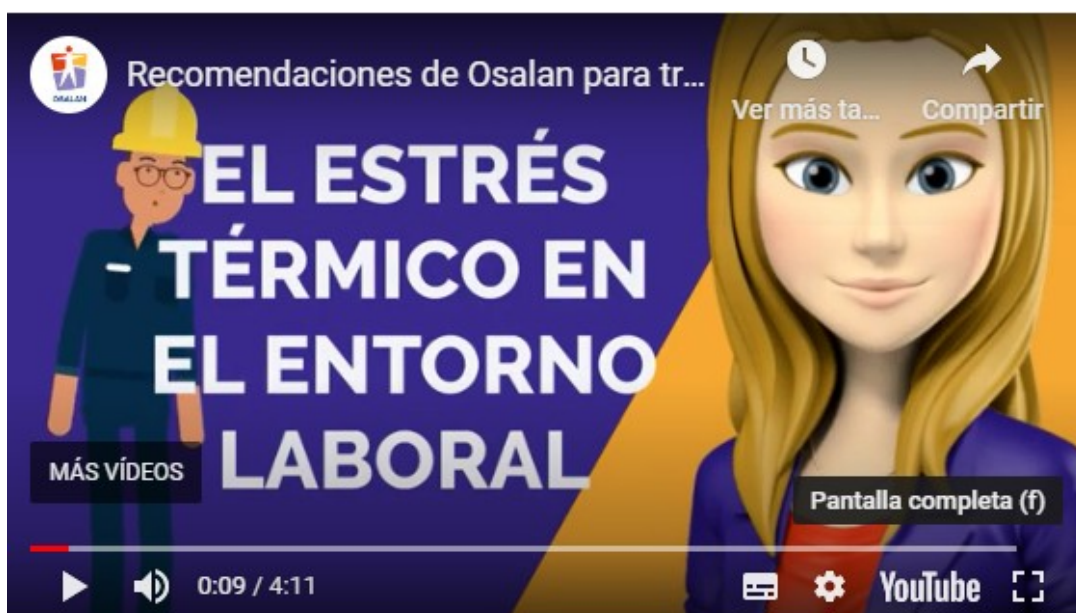 OSALAN
Recomendaciones de Osalan para tr...
Ver más ta...
Compartir
EL ESTRÉS
TÉRMICO EN
EL ENTORNO
LABORAL
MÁS VÍDEOS
Pantalla completa (f)
0:09 / 4:11
YouTube